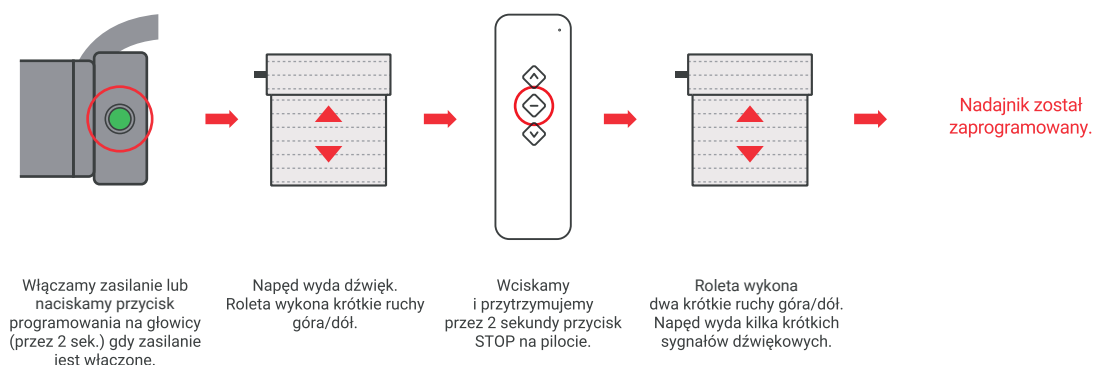 Nadajnik został
zaprogramowany.
Włączamy zasilanie lub
naciskamy przycisk
programowania na głowicy
(przez 2 sek.) gdy zasilanie
jest włączone.
Napęd wyda dźwięk.
Roleta wykona krótkie ruchy
góra/dół.
Wciskamy
i przytrzymujemy
przez 2 sekundy przycisk
STOP na pilocie.
Roleta wykona
dwa krótkie ruchy góra/dół.
Napęd wyda kilka krótkich
sygnałów dźwiękowych.